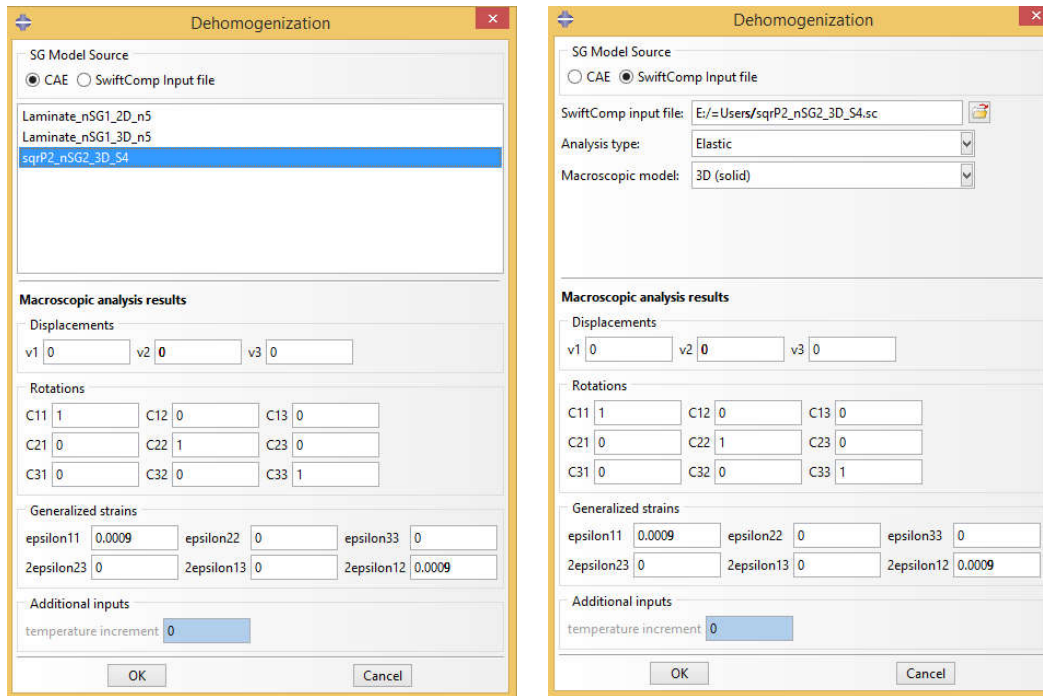 Dehomogenization
SG Model Source
CAE SwiftComp Input file
Laminate_nSG1_2D_n5
Laminate_nSG1_3D_n5
sqrP2_nSG2_3D_S4
Macroscopic analysis results
Displacements
v1 0 v2 0 v3 0
Rotations
C11 1 C12 0 C13 0
C21 0 C22 1 C23 0
C31 0 C32 0 C33 1
Generalized strains
epsilon11 0.0009 epsilon22 0 epsilon33 0
2epsilon23 0 2epsilon13 0 2epsilon12 0.0009
Additional inputs
temperature increment 0
OK Cancel
Dehomogenization
SG Model Source
CAE SwiftComp Input file
SwiftComp input file: E:/=Users/sqrP2_nSG2_3D_S4.sc
Analysis type: Elastic
Macroscopic model: 3D (solid)
Macroscopic analysis results
Displacements
v1 0 v2 0 v3 0
Rotations
C11 1 C12 0 C13 0
C21 0 C22 1 C23 0
C31 0 C32 0 C33 1
Generalized strains
epsilon11 0.0009 epsilon22 0 epsilon33 0
2epsilon23 0 2epsilon13 0 2epsilon12 0.0009
Additional inputs
temperature increment 0
OK Cancel